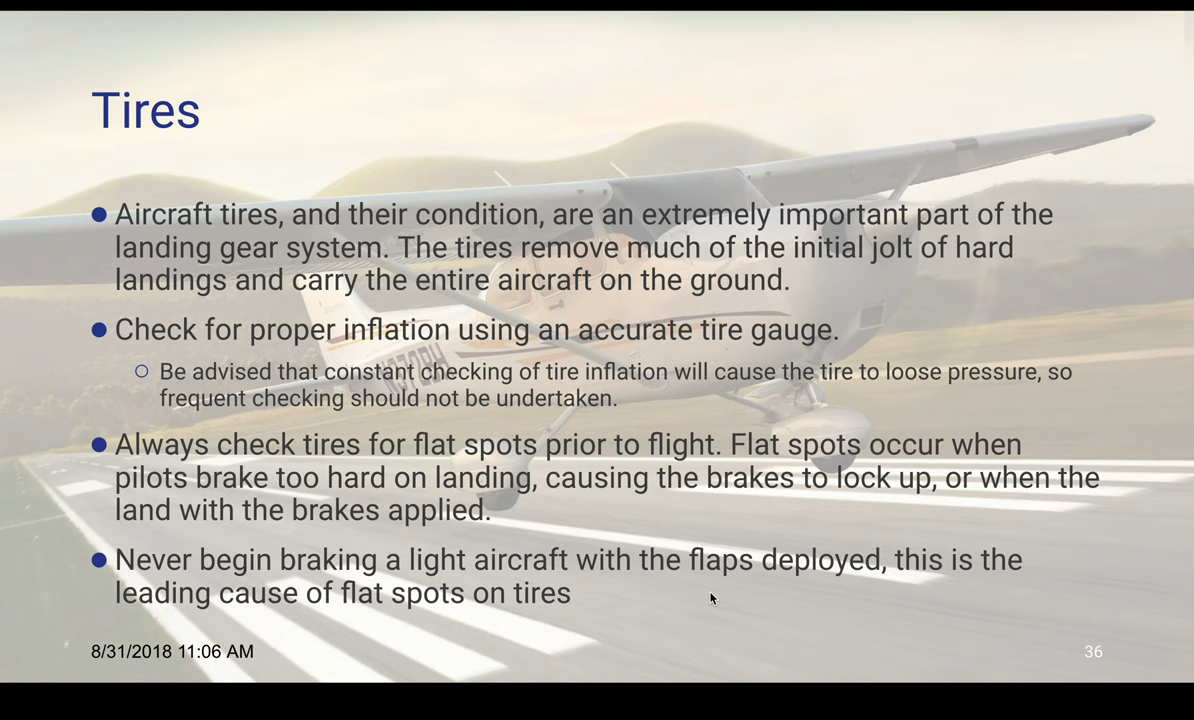 Tires
Aircraft tires, and their condition, are an extremely important part of the
landing gear system. The tires remove much of the initial jolt of hard
landings and carry the entire aircraft on the ground.
Check for proper inflation using an accurate tire gauge.
Be advised that constant checking of tire inflation will cause the tire to loose pressure, so
frequent checking should not be undertaken.
Always check tires for flat spots prior to flight. Flat spots occur when
pilots brake too hard on landing, causing the brakes to lock up, or when the
land with the brakes applied.
Never begin braking a light aircraft with the flaps deployed, this is the
leading cause of flat spots on tires
8/31/2018 11:06 AM
36